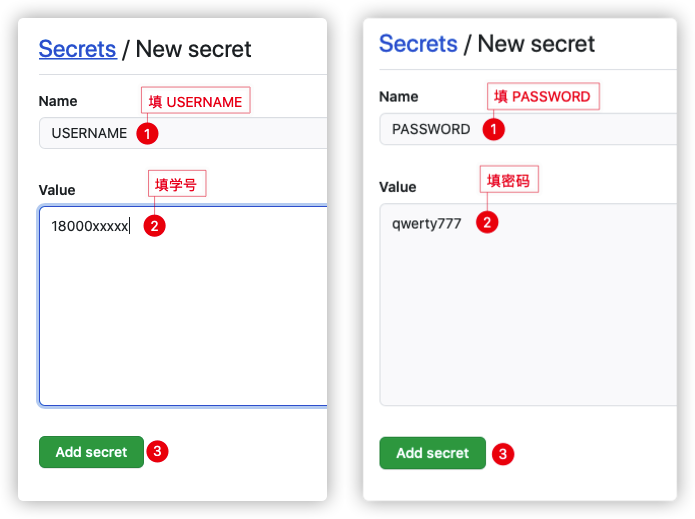 Secrets / New secret
Name
填 USERNAME
USERNAME
1
Value
填学号
18000xxxxx
2
Add secret
3
Secrets / New secret
Name
填 PASSWORD
PASSWORD
1
Value
填密码
qwerty777
2
Add secret
3